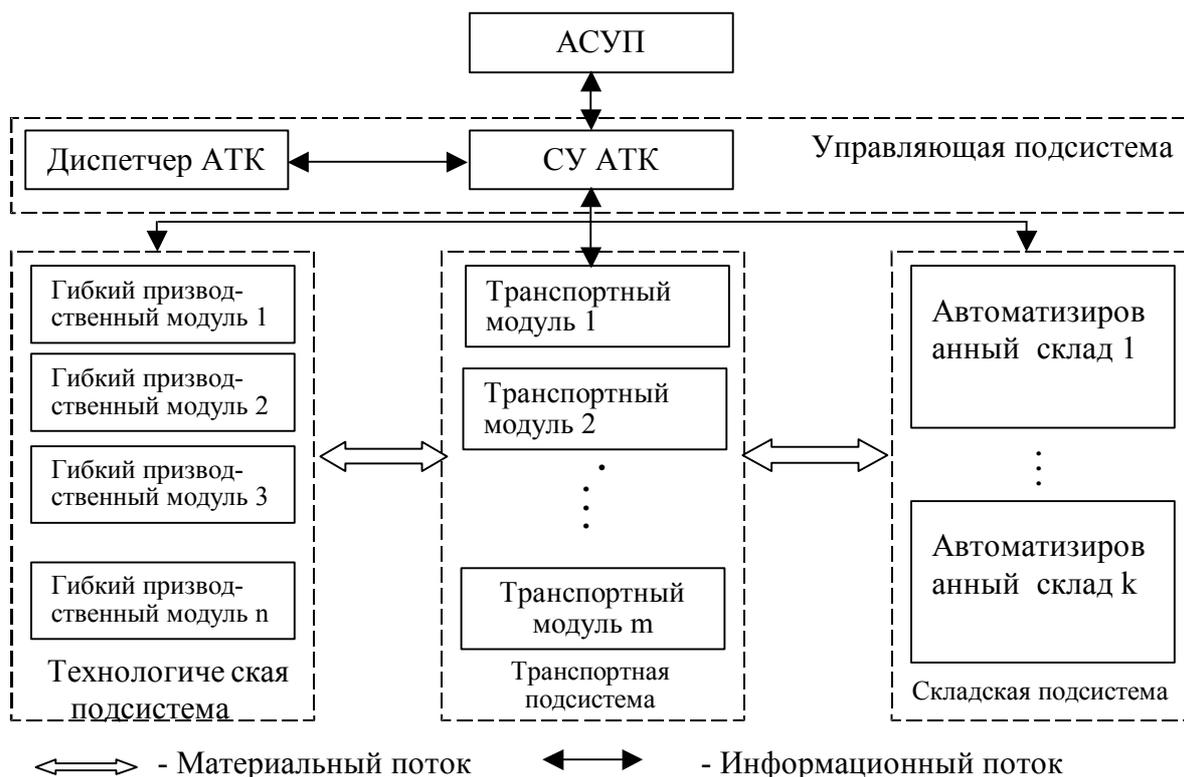 АСУП
Диспетчер АТК
СУ АТК
Управляющая подсистема
Гибкий призвод-
ственный модуль 1
Гибкий призвод-
ственный модуль 2
Гибкий призвод-
ственный модуль 3
Гибкий призвод-
ственный модуль n
Технологиче ская
подсистема
Транспортный
модуль 1
Транспортный
модуль 2
Транспортный
модуль m
Транспортная
подсистема
Автоматизиров
анный склад 1
Автоматизиров
анный склад k
Складская подсистема
- Материальный поток
- Информационный поток